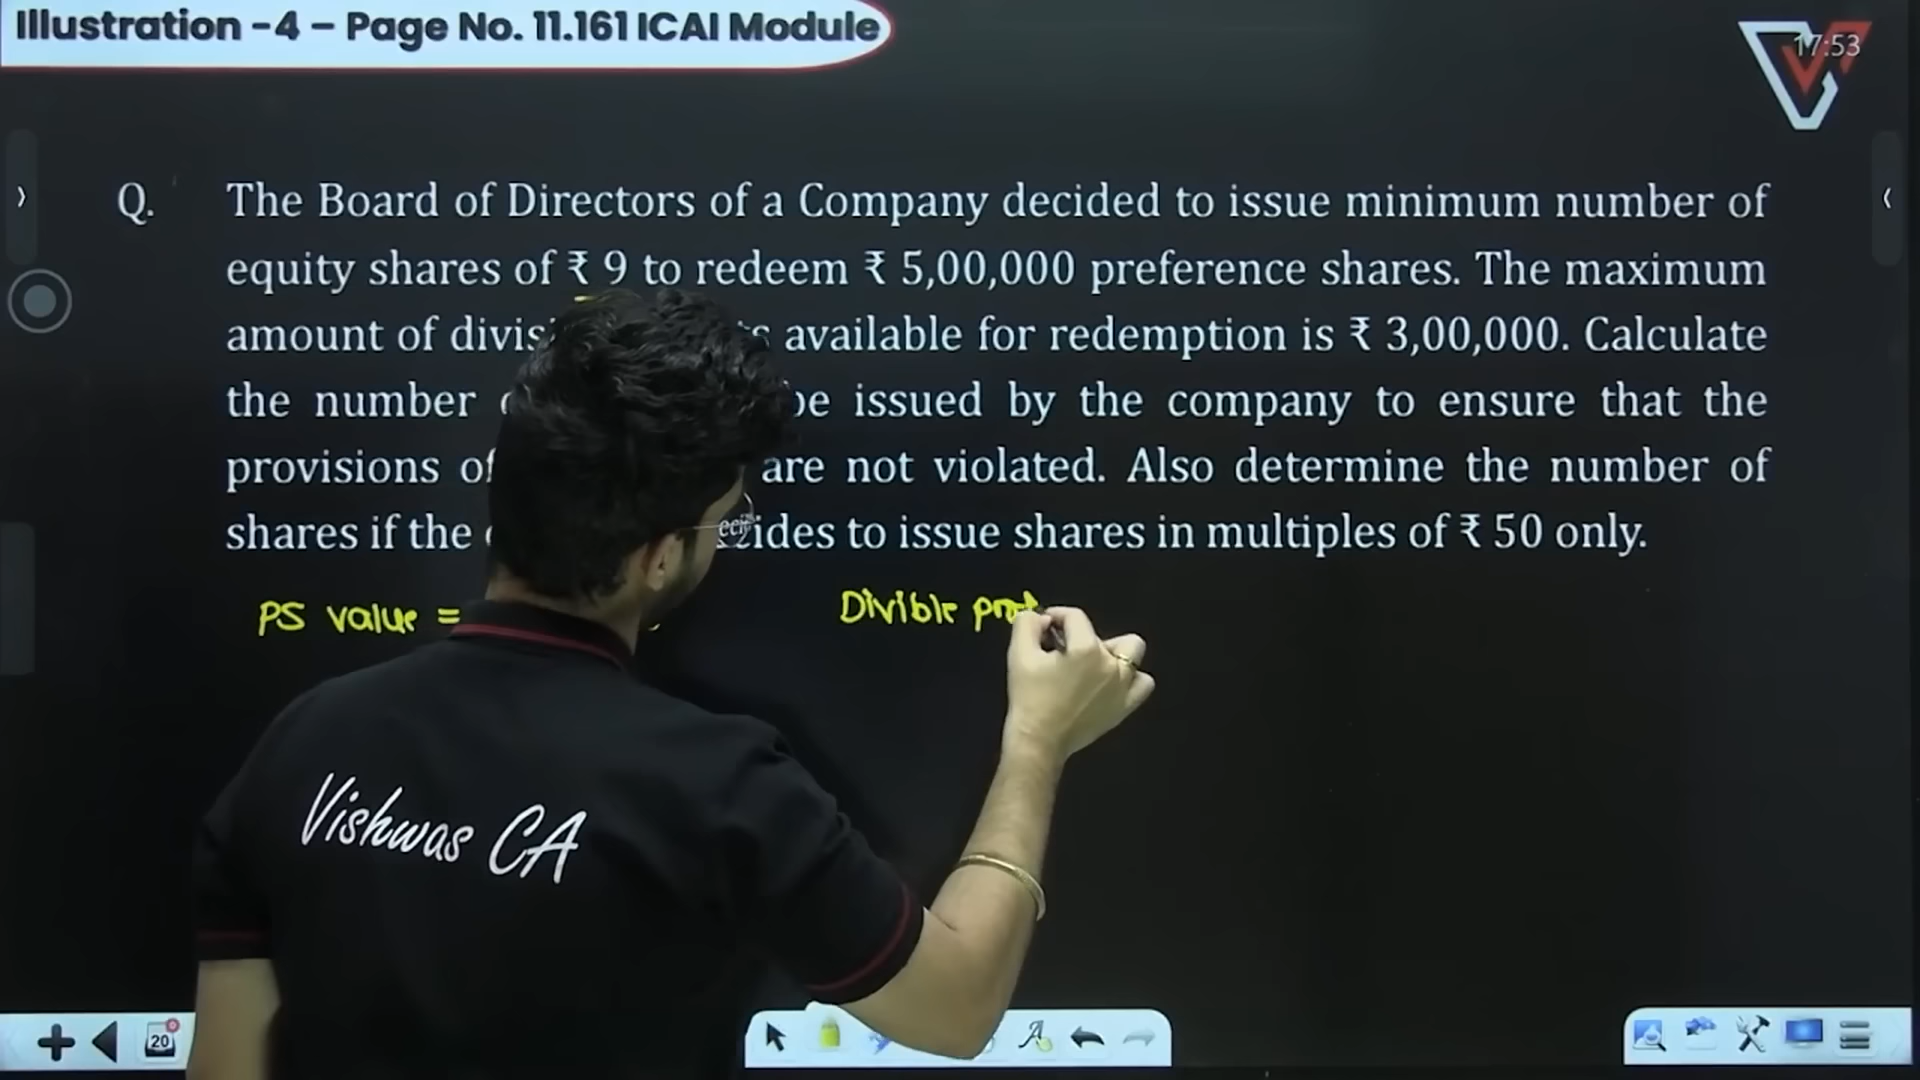 Illustration -4 – Page No. 11.161 ICAI Module
17:53
Q. The Board of Directors of a Company decided to issue minimum number of
equity shares of ₹ 9 to redeem ₹ 5,00,000 preference shares. The maximum
amount of available for redemption is ₹ 3,00,000. Calculate
the number be issued by the company to ensure that the
provisions of are not violated. Also determine the number of
shares if the to issue shares in multiples of ₹ 50 only.
PS value = Divible
Vishwas CA
20